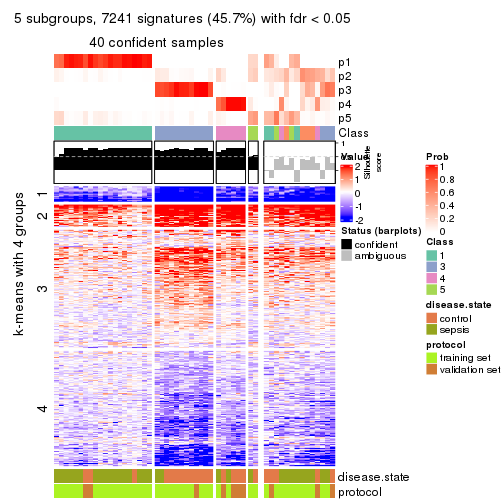 5 subgroups, 7241 signatures (45.7%) with fdr < 0.05
40 confident samples
p1
p2
p3
p4
p5
Class
1
Silhouette
score
Value
2
1
0
-1
-2
Status (barplots)
confident
ambiguous
Prob
1
0.8
0.6
0.4
0.2
0
Class
1
3
4
5
disease.state
control
sepsis
protocol
training set
validation set
k-means with 4 groups
1
2
3
4
disease.state
protocol